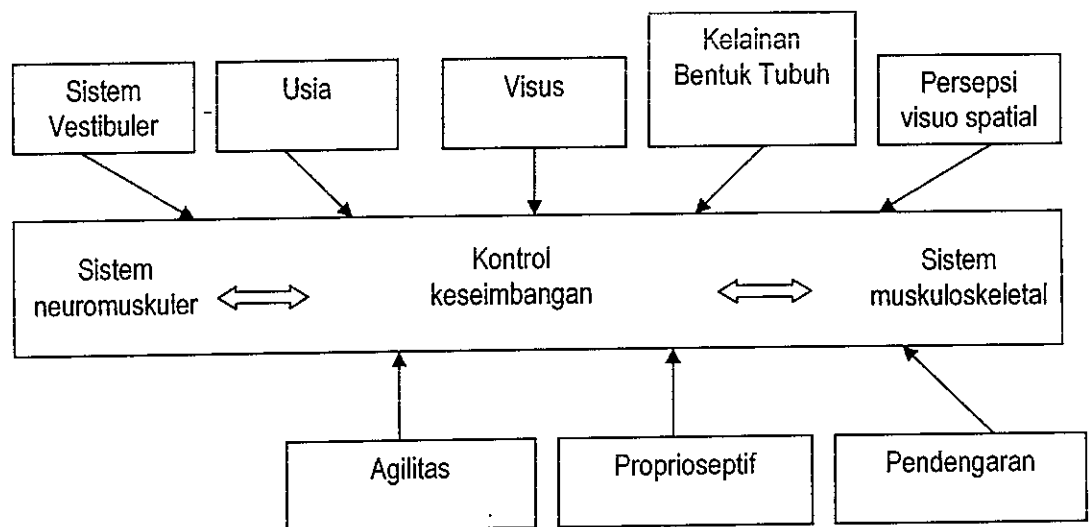 Sistem
Vestibuler
Usia
Visus
Kelainan
Bentuk Tubuh
Persepsi
visuo spatial
Sistem
neuromuskuler
Kontrol
keseimbangan
Sistem
muskuloskeletal
Agilitas
Proprioseptif
Pendengaran